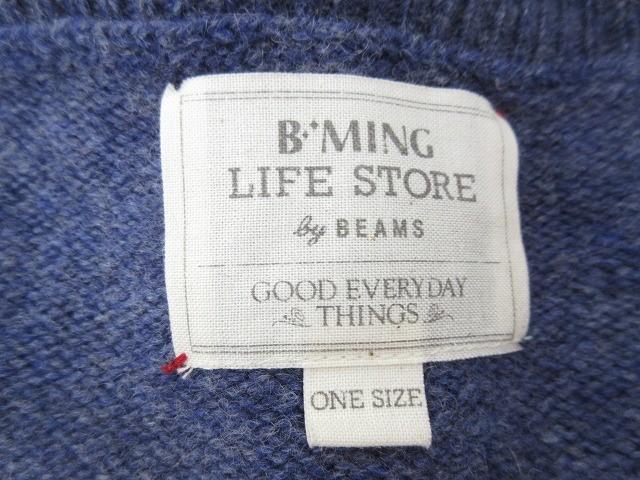 B·:·MING
LIFE STORE
by BEAMS
GOOD EVERYDAY
THINGS
ONE SIZE